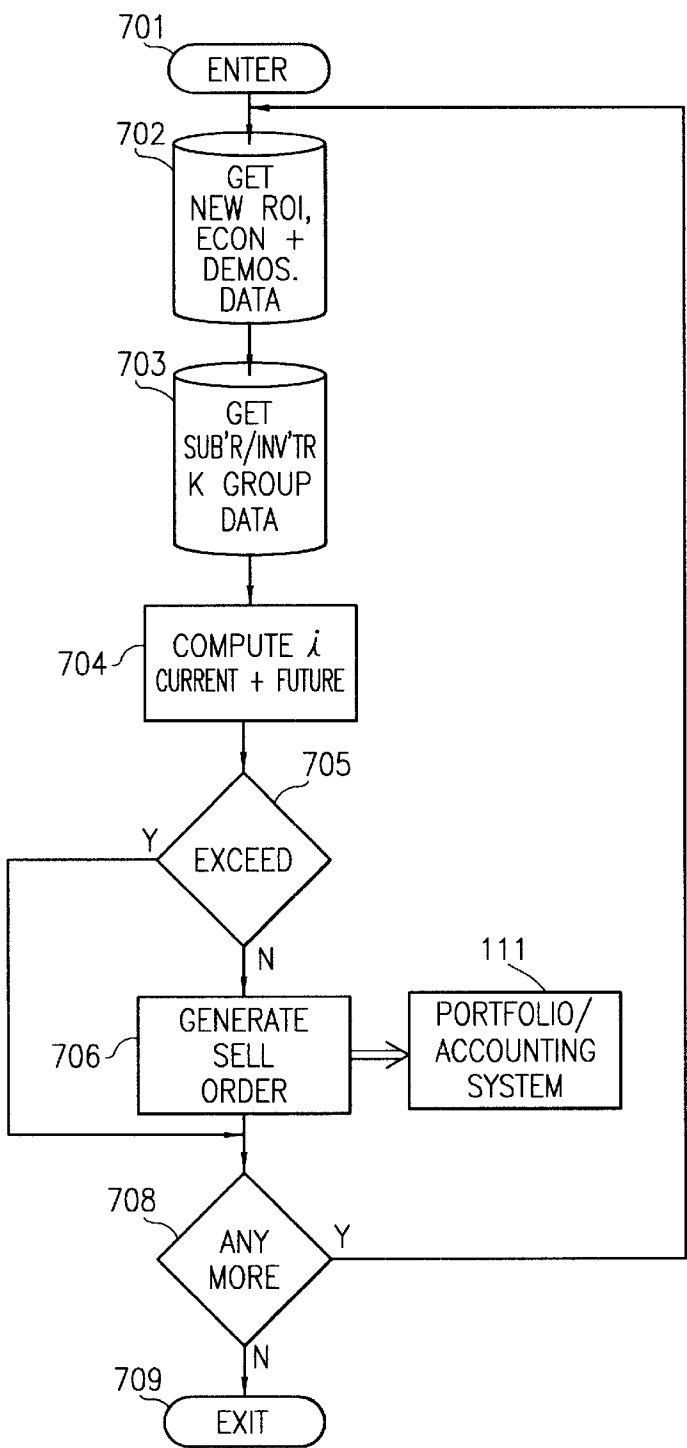 701
ENTER
702
GET
NEW ROI,
ECON +
DEMOS.
DATA
703
GET
SUB'R/INV'TR
K GROUP
DATA
704
COMPUTE i
CURRENT + FUTURE
705
Y
EXCEED
N
706
GENERATE
SELL
ORDER
111
PORTFOLIO/
ACCOUNTING
SYSTEM
708
ANY
MORE
Y
N
709
EXIT